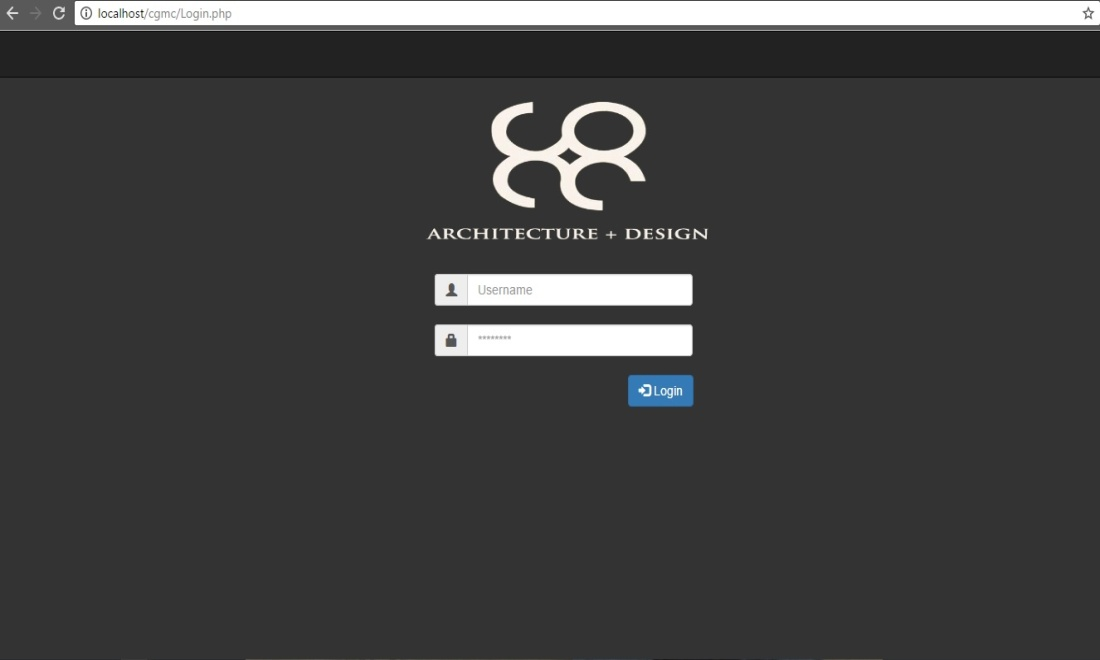 localhost/cgmc/Login.php
ARCHITECTURE + DESIGN
Username
********
Login